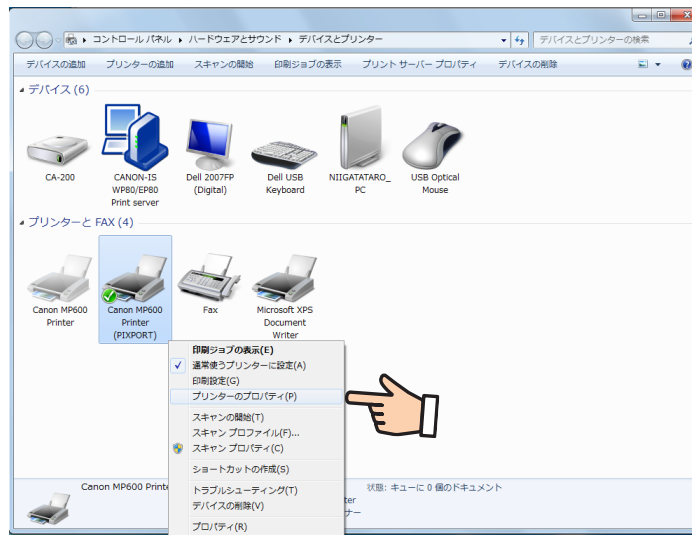 コントロール パネル ▸ ハードウェアとサウンド ▸ デバイスとプリンター
デバイスとプリンターの検索
デバイスの追加 プリンターの追加 スキャンの開始 印刷ジョブの表示 プリント サーバー プロパティ デバイスの削除
デバイス (6)
CA-200
CANON-IS
WP80/EP80
Print server
Dell 2007FP
(Digital)
Dell USB
Keyboard
NIIGATATARO_
PC
USB Optical
Mouse
プリンターと FAX (4)
Canon MP600
Printer
Canon MP600
Printer
(PIXPORT)
Fax
Microsoft XPS
Document
Writer
印刷ジョブの表示(E)
通常使うプリンターに設定(A)
印刷設定(G)
プリンターのプロパティ(P)
スキャンの開始(T)
スキャン プロファイル(F)...
スキャン プロパティ(C)
ショートカットの作成(S)
トラブルシューティング(T)
デバイスの削除(V)
プロパティ(R)
Canon MP600
状態: キューに 0 個のドキュメント